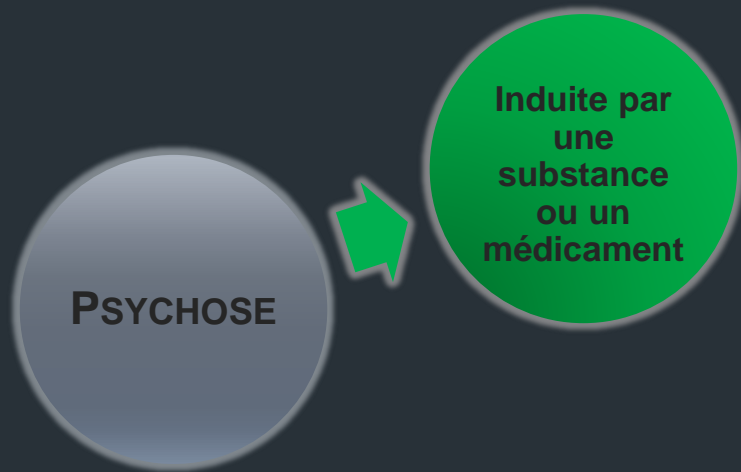 Induite par
une
substance
ou un
médicament
PSYCHOSE